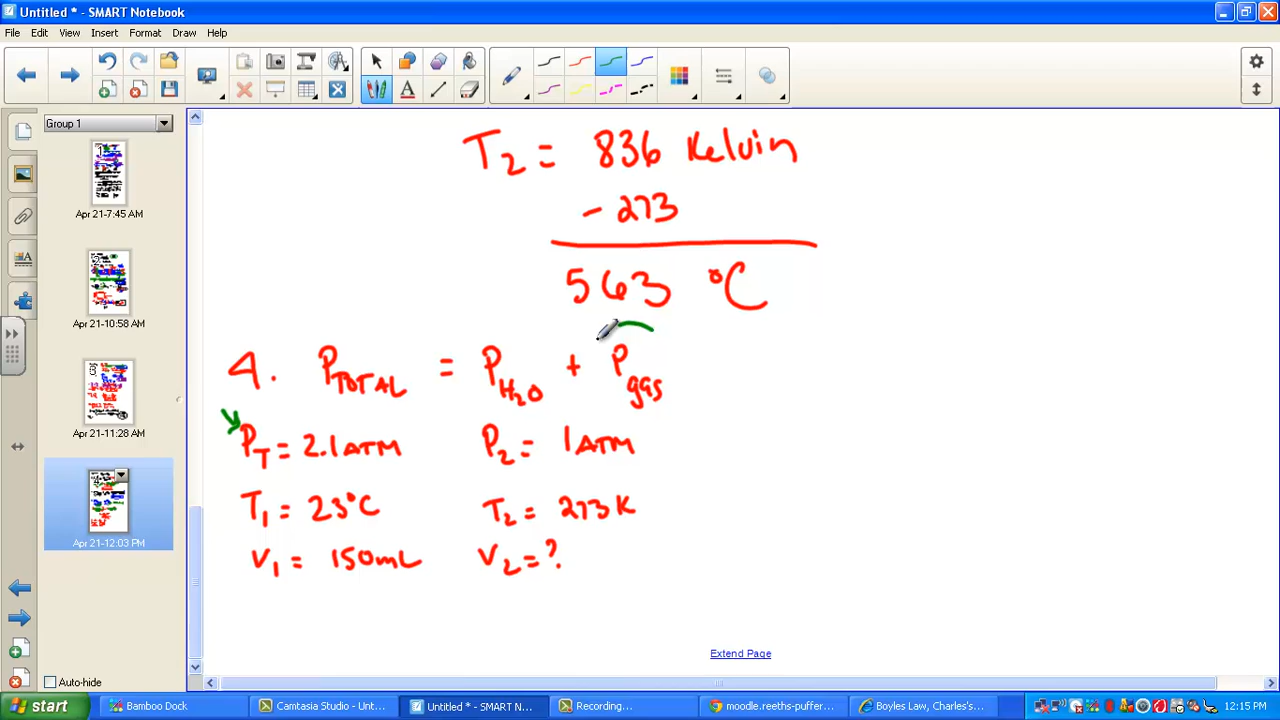 Untitled * - SMART Notebook
File Edit View Insert Format Draw Help
Group 1
Apr 21-7:45 AM
Apr 21-10:58 AM
Apr 21-11:28 AM
Apr 21-12:03 PM
Auto-hide
T2 = 836 Kelvin
- 273
563 °C
4. PTOTAL = PH2O + Pgas
PT = 2.1ATM P2 = 1ATM
T1 = 23°C T2 = 273K
V1 = 150mL V2 = ?
Extend Page
start Bamboo Dock Camtasia Studio - Unt... Untitled * - SMART N... Recording... moodle.reeths-puffer... Boyles Law, Charles's... 12:15 PM